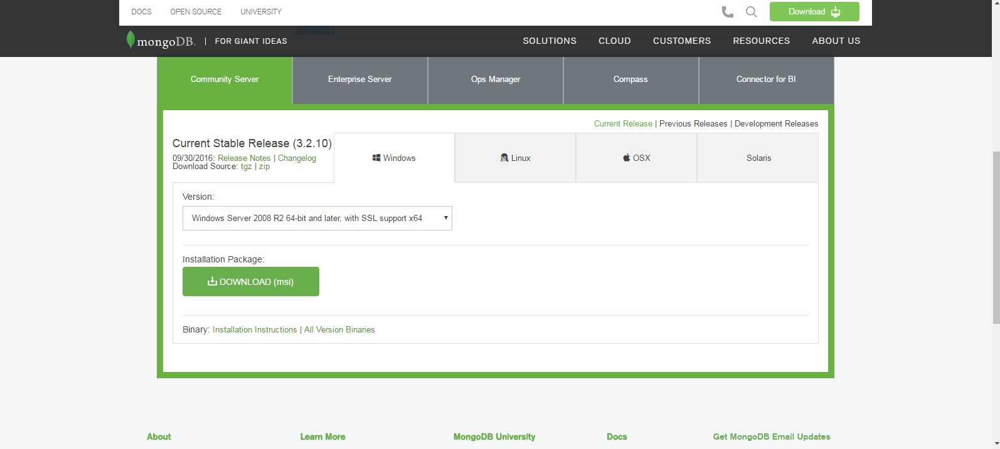 DOCS OPEN SOURCE UNIVERSITY Download
mongoDB. | FOR GIANT IDEAS SOLUTIONS CLOUD CUSTOMERS RESOURCES ABOUT US
Community Server Enterprise Server Ops Manager Compass Connector for BI
Current Release | Previous Releases | Development Releases
Current Stable Release (3.2.10)
09/30/2016: Release Notes | Changelog
Download Source: tgz | zip
Windows Linux OSX Solaris
Version:
Windows Server 2008 R2 64-bit and later, with SSL support x64
Installation Package:
DOWNLOAD (msi)
Binary: Installation Instructions | All Version Binaries
About Learn More MongoDB University Docs Get MongoDB Email Updates